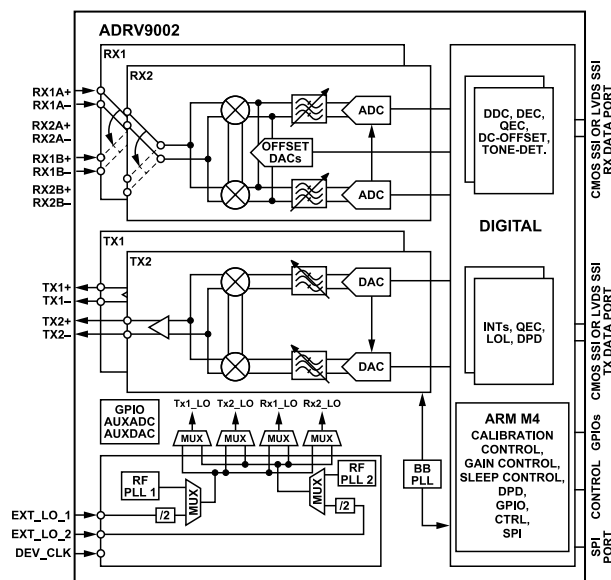 ADRV9002
RX1
RX2
RX1A+
RX1A–
RX2A+
RX2A–
RX1B+
RX1B–
RX2B+
RX2B–
ADC
OFFSET
DACs
ADC
DDC, DEC,
QEC,
DC-OFFSET,
TONE-DET.
CMOS SSI OR LVDS SSI
RX DATA PORT
DIGITAL
TX1
TX2
TX1+
TX1–
TX2+
TX2–
DAC
DAC
INTs, QEC,
LOL, DPD
CMOS SSI OR LVDS SSI
TX DATA PORT
GPIO
AUXADC
AUXDAC
Tx1_LO
Tx2_LO
Rx1_LO
Rx2_LO
MUX
MUX
MUX
MUX
RF
PLL 1
MUX
/2
RF
PLL 2
MUX
/2
BB
PLL
EXT_LO_1
EXT_LO_2
DEV_CLK
ARM M4
CALIBRATION
CONTROL,
GAIN CONTROL,
SLEEP CONTROL,
DPD,
GPIO,
CTRL,
SPI
GPIOs
CONTROL
SPI
PORT